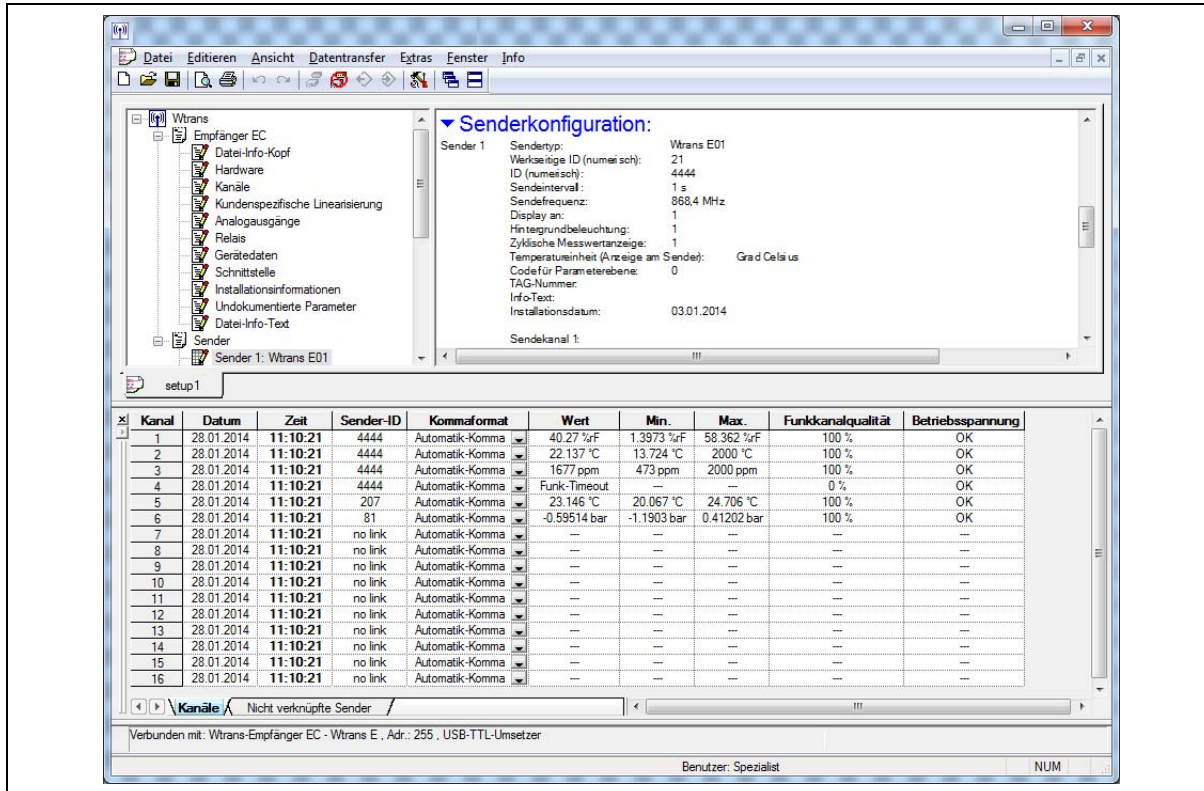 Datei Editieren Ansicht Datentransfer Extras Fenster Info
Wtrans
Empfänger EC
Datei-Info-Kopf
Hardware
Kanäle
Kundenspezifische Linearisierung
Analogausgänge
Relais
Gerätedaten
Schnittstelle
Installationsinformationen
Undokumentierte Parameter
Datei-Info-Text
Sender
Sender 1: Wtrans E01
Senderkonfiguration:
Sender 1 Sendertyp: Wtrans E01
Werkseitige ID (numerisch): 21
ID (numerisch): 4444
Sendeintervall: 1 s
Sendefrequenz: 868,4 MHz
Display an: 1
Hintergrundbeleuchtung: 1
Zyklische Messwertanzeige: 1
Temperatureinheit (Anzeige am Sender): Grad Celsius
Code für Parameterebene: 0
TAG-Nummer:
Info-Text:
Installationsdatum: 03.01.2014
Sendekanal 1:
setup1
Kanal Datum Zeit Sender-ID Kommaformat Wert Min. Max. Funkkanalqualität Betriebsspannung
1 28.01.2014 11:10:21 4444 Automatik-Komma 40.27 %rF 1.3973 %rF 58.362 %rF 100 % OK
2 28.01.2014 11:10:21 4444 Automatik-Komma 22.137 °C 13.724 °C 2000 °C 100 % OK
3 28.01.2014 11:10:21 4444 Automatik-Komma 1677 ppm 473 ppm 2000 ppm 100 % OK
4 28.01.2014 11:10:21 4444 Automatik-Komma Funk-Timeout --- --- 0 % OK
5 28.01.2014 11:10:21 207 Automatik-Komma 23.146 °C 20.067 °C 24.706 °C 100 % OK
6 28.01.2014 11:10:21 81 Automatik-Komma -0.59514 bar -1.1903 bar 0.41202 bar 100 % OK
7 28.01.2014 11:10:21 no link Automatik-Komma --- --- --- --- ---
8 28.01.2014 11:10:21 no link Automatik-Komma --- --- --- --- ---
9 28.01.2014 11:10:21 no link Automatik-Komma --- --- --- --- ---
10 28.01.2014 11:10:21 no link Automatik-Komma --- --- --- --- ---
11 28.01.2014 11:10:21 no link Automatik-Komma --- --- --- --- ---
12 28.01.2014 11:10:21 no link Automatik-Komma --- --- --- --- ---
13 28.01.2014 11:10:21 no link Automatik-Komma --- --- --- --- ---
14 28.01.2014 11:10:21 no link Automatik-Komma --- --- --- --- ---
15 28.01.2014 11:10:21 no link Automatik-Komma --- --- --- --- ---
16 28.01.2014 11:10:21 no link Automatik-Komma --- --- --- --- ---
Kanäle Nicht verknüpfte Sender
Verbunden mit: Wtrans-Empfänger EC - Wtrans E , Adr.: 255 , USB-TTL-Umsetzer
Benutzer: Spezialist NUM